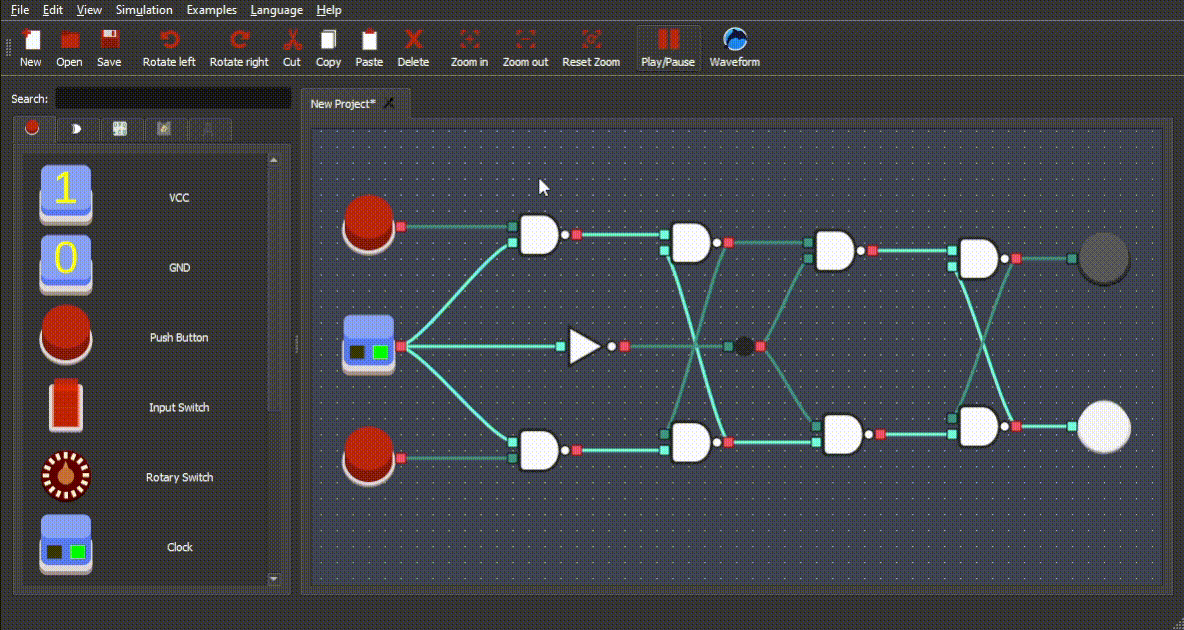 File Edit View Simulation Examples Language Help
New Open Save Rotate left Rotate right Cut Copy Paste Delete Zoom in Zoom out Reset Zoom Play/Pause Waveform
Search:
New Project*
1 VCC
0 GND
Push Button
Input Switch
Rotary Switch
Clock